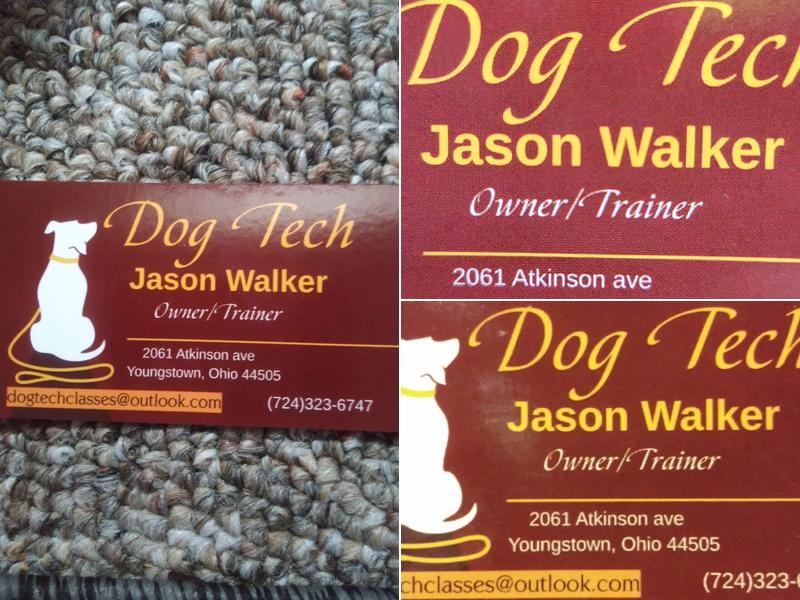 Dog Tech
Jason Walker
Owner/Trainer
2061 Atkinson ave
Youngstown, Ohio 44505
dogtechclasses@outlook.com (724)323-6747
Dog Tech
Jason Walker
Owner/Trainer
2061 Atkinson ave
Dog Tech
Jason Walker
Owner/Trainer
2061 Atkinson ave
Youngstown, Ohio 44505
chclasses@outlook.com (724)323-6